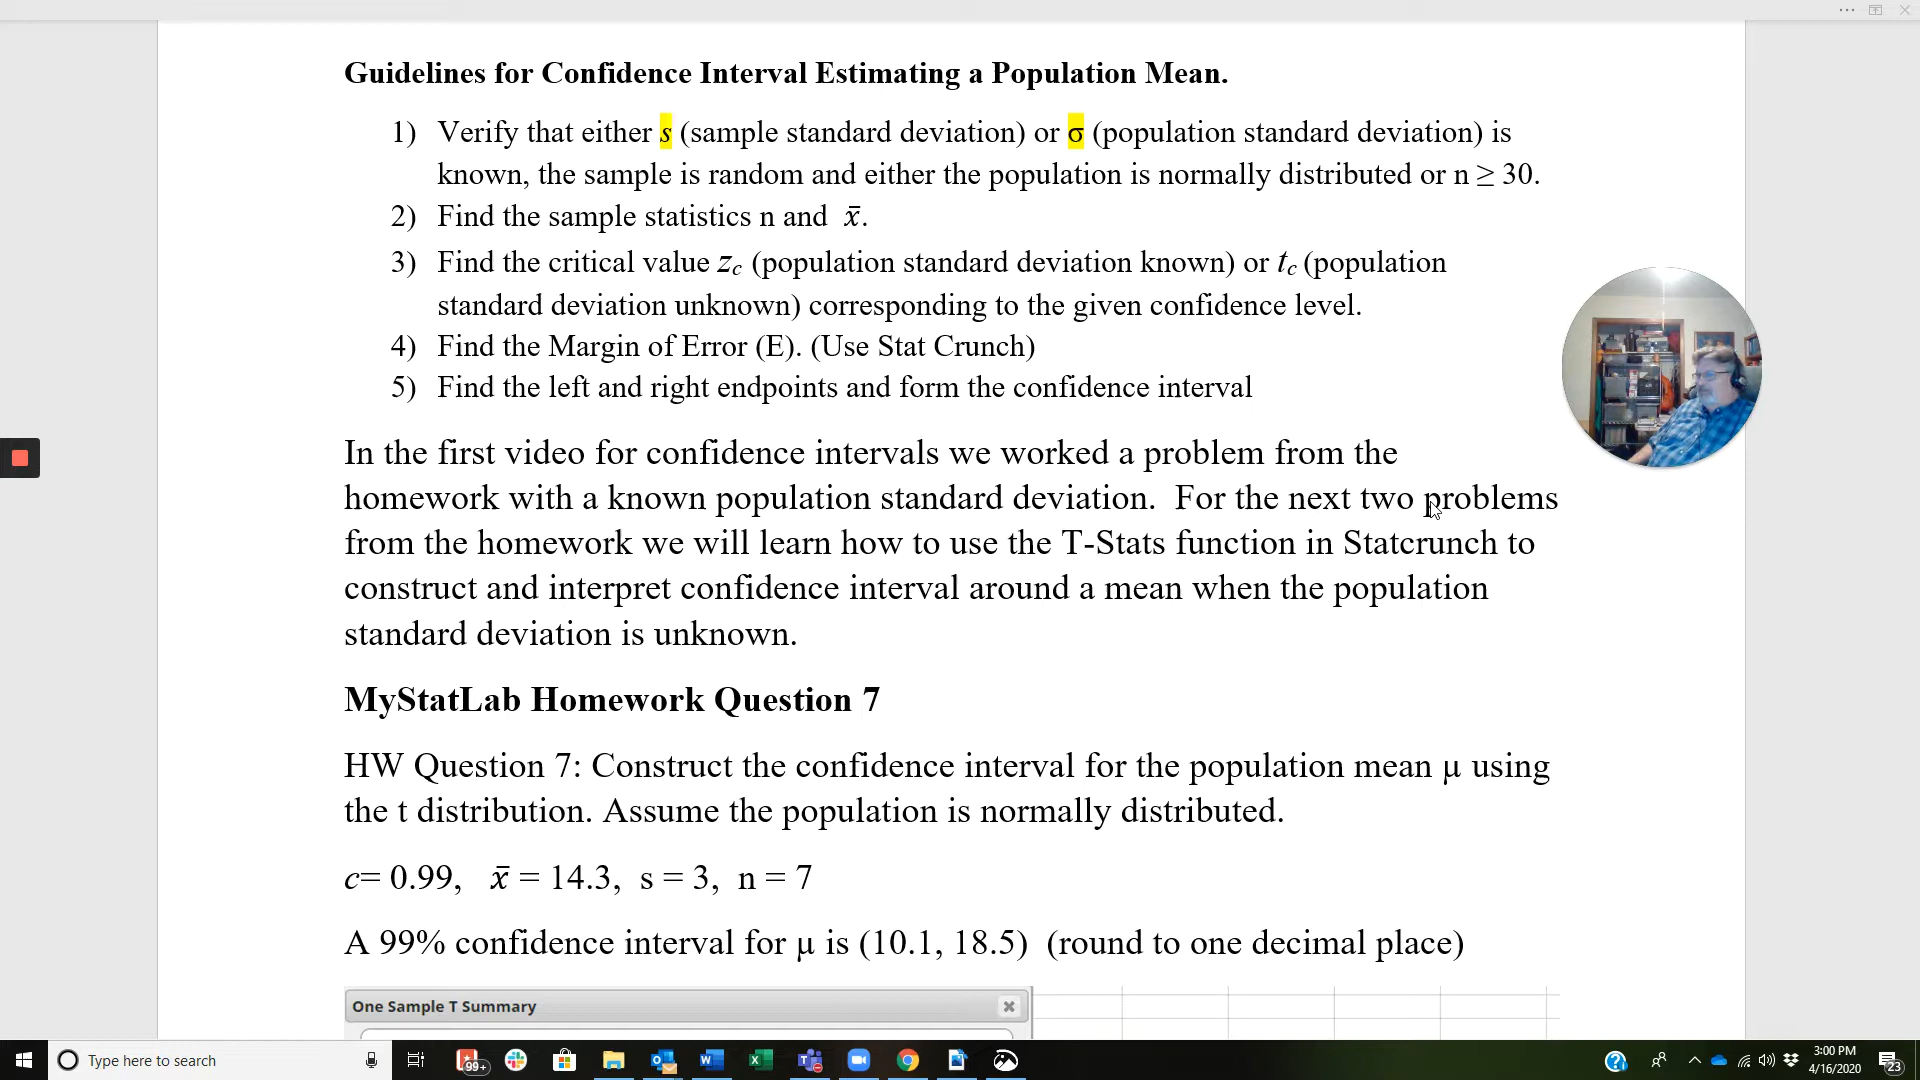 Guidelines for Confidence Interval Estimating a Population Mean.
1) Verify that either s (sample standard deviation) or σ (population standard deviation) is
known, the sample is random and either the population is normally distributed or n ≥ 30.
2) Find the sample statistics n and x̄.
3) Find the critical value z_c (population standard deviation known) or t_c (population
standard deviation unknown) corresponding to the given confidence level.
4) Find the Margin of Error (E). (Use Stat Crunch)
5) Find the left and right endpoints and form the confidence interval
In the first video for confidence intervals we worked a problem from the
homework with a known population standard deviation. For the next two problems
from the homework we will learn how to use the T-Stats function in Statcrunch to
construct and interpret confidence interval around a mean when the population
standard deviation is unknown.
MyStatLab Homework Question 7
HW Question 7: Construct the confidence interval for the population mean μ using
the t distribution. Assume the population is normally distributed.
c= 0.99, x̄ = 14.3, s = 3, n = 7
A 99% confidence interval for μ is (10.1, 18.5) (round to one decimal place)
One Sample T Summary
Type here to search
99+
3:00 PM
4/16/2020
23